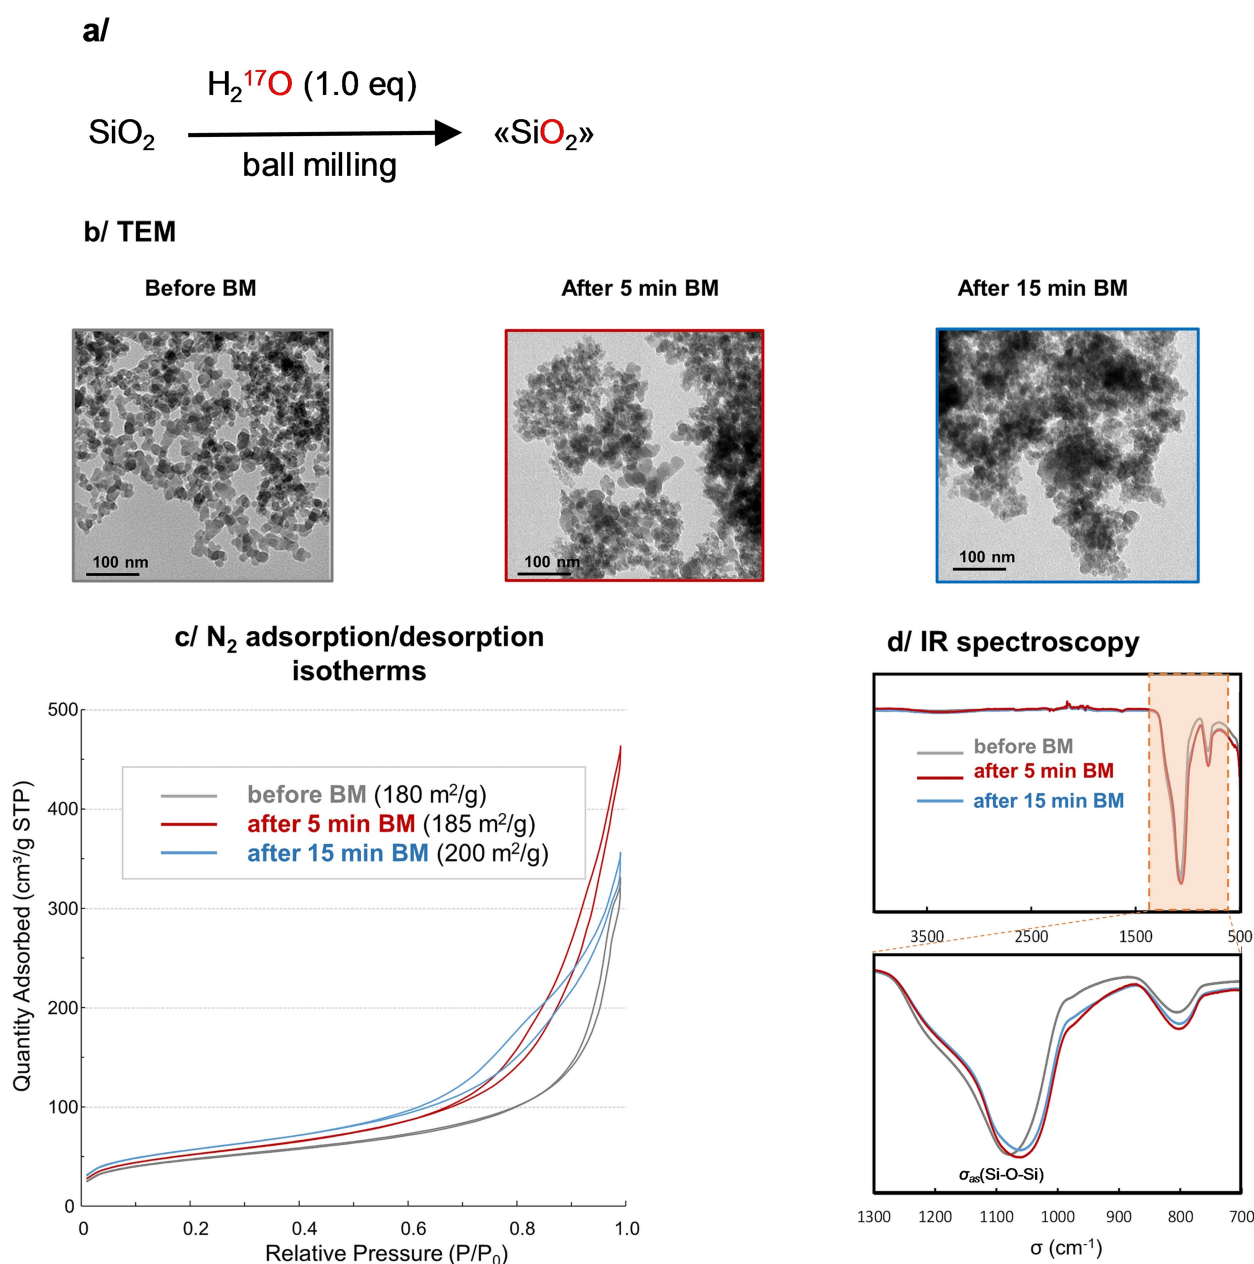 a/
H₂¹⁷O (1.0 eq)
SiO₂ «SiO₂»
ball milling
b/ TEM
Before BM After 5 min BM After 15 min BM
100 nm 100 nm 100 nm
c/ N₂ adsorption/desorption
isotherms
Quantity Adsorbed (cm³/g STP)
500
400
300
200
100
0
before BM (180 m²/g)
after 5 min BM (185 m²/g)
after 15 min BM (200 m²/g)
0 0.2 0.4 0.6 0.8 1.0
Relative Pressure (P/P₀)
d/ IR spectroscopy
before BM
after 5 min BM
after 15 min BM
3500 2500 1500 500
σas(Si-O-Si)
1300 1200 1100 1000 900 800 700
σ (cm⁻¹)